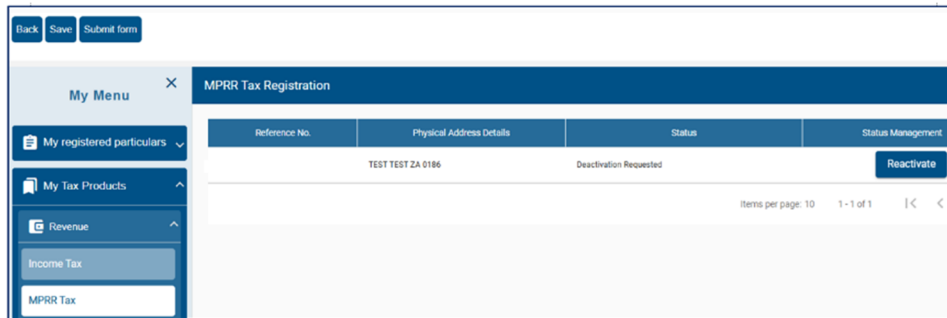 Back Save Submit form
My Menu
MPRR Tax Registration
My registered particulars
My Tax Products
Revenue
Income Tax
MPRR Tax
Reference No. Physical Address Details Status Status Management
TEST TEST ZA 0186 Deactivation Requested Reactivate
Items per page: 10 1 - 1 of 1